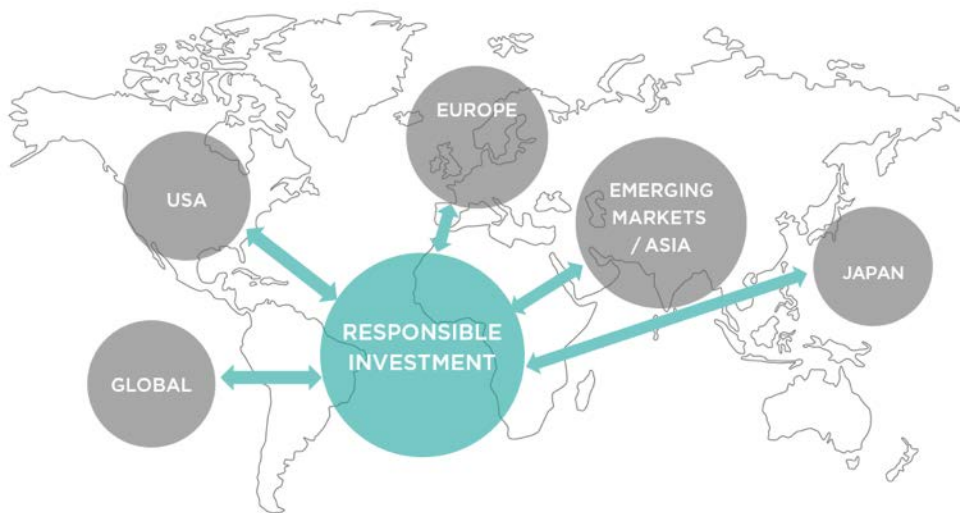 EUROPE
USA
EMERGING
MARKETS
/ ASIA
JAPAN
RESPONSIBLE
INVESTMENT
GLOBAL